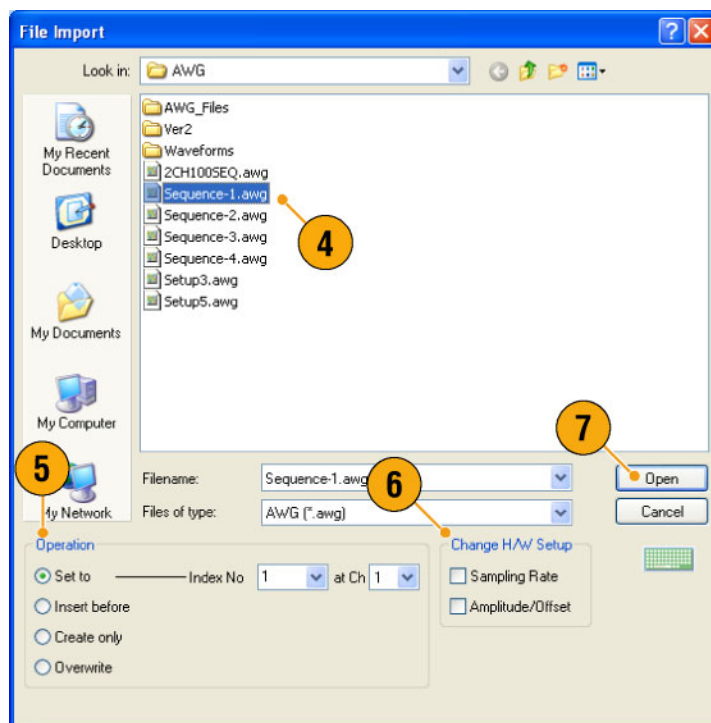 File Import
Look in: AWG
My Recent Documents
Desktop
My Documents
My Computer
My Network
AWG_Files
Ver2
Waveforms
2CH100SEQ.awg
Sequence-1.awg
Sequence-2.awg
Sequence-3.awg
Sequence-4.awg
Setup3.awg
Setup5.awg
4
5
6
7
Filename: Sequence-1.awg
Open
Files of type: AWG (*.awg)
Cancel
Operation
Set to Index No 1 at Ch 1
Insert before
Create only
Overwrite
Change H/W Setup
Sampling Rate
Amplitude/Offset